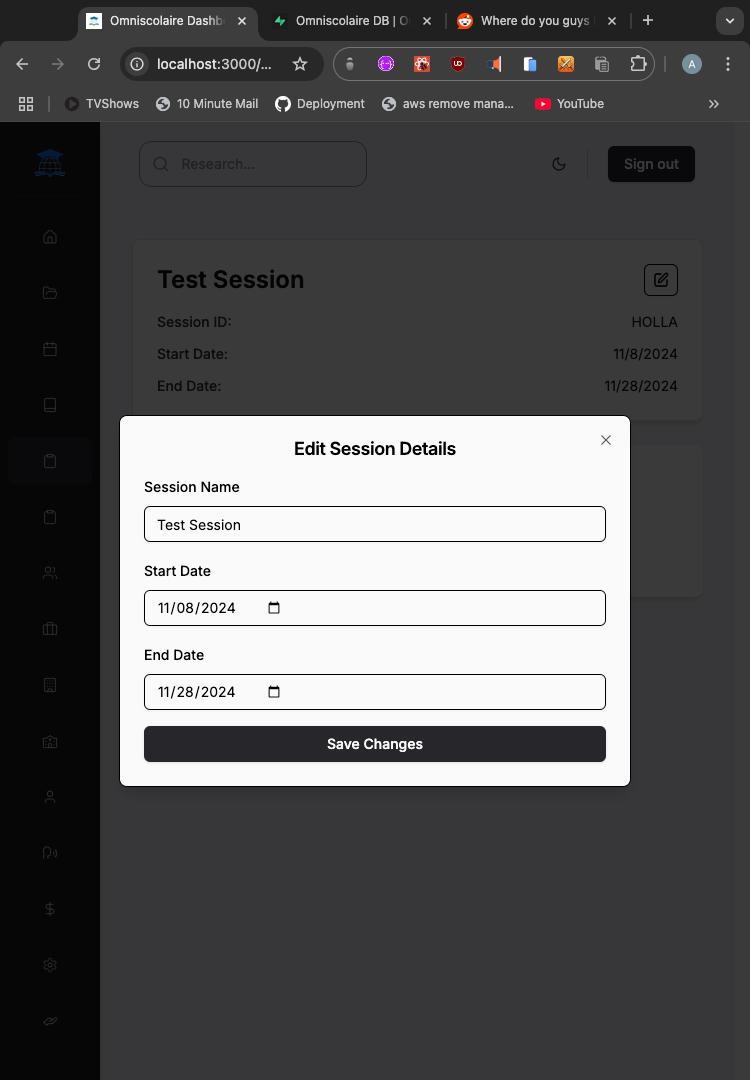 Omniscolaire Dashb
Omniscolaire DB | O
Where do you guys
localhost:3000/...
A
TVShows
10 Minute Mail
Deployment
aws remove mana...
YouTube
Research...
Sign out
Test Session
Session ID:
HOLLA
Start Date:
11/8/2024
End Date:
11/28/2024
Edit Session Details
Session Name
Test Session
Start Date
11/08/2024
End Date
11/28/2024
Save Changes